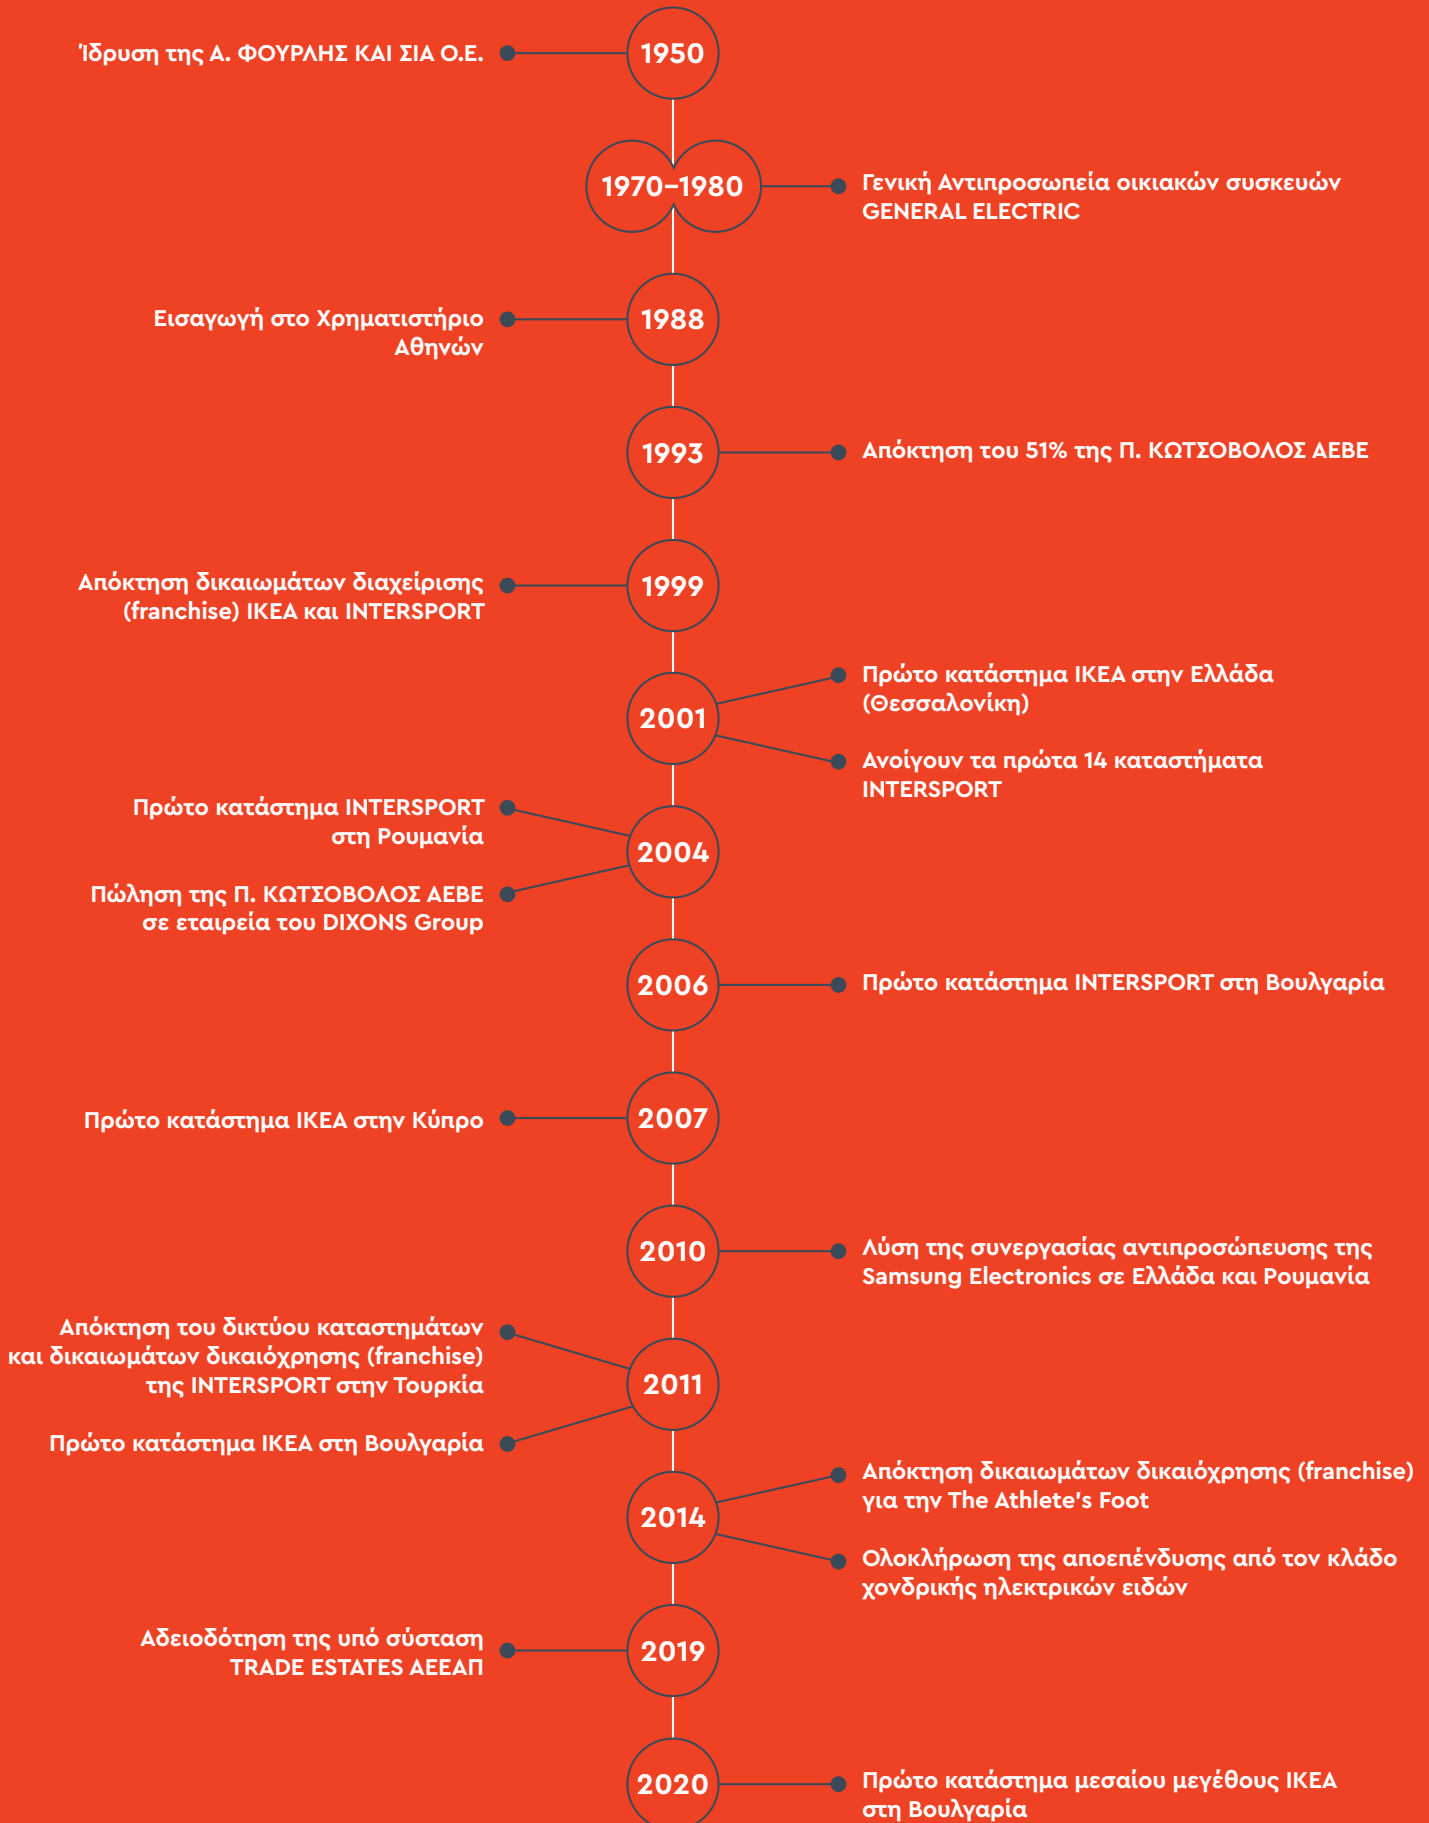 1950
Ίδρυση της Α. ΦΟΥΡΛΗΣ ΚΑΙ ΣΙΑ Ο.Ε.
1970–1980
Γενική Αντιπροσωπεία οικιακών συσκευών
GENERAL ELECTRIC
1988
Εισαγωγή στο Χρηματιστήριο
Αθηνών
1993
Απόκτηση του 51% της Π. ΚΩΤΣΟΒΟΛΟΣ ΑΕΒΕ
1999
Απόκτηση δικαιωμάτων διαχείρισης
(franchise) IKEA και INTERSPORT
2001
Πρώτο κατάστημα IKEA στην Ελλάδα
(Θεσσαλονίκη)
Ανοίγουν τα πρώτα 14 καταστήματα
INTERSPORT
2004
Πρώτο κατάστημα INTERSPORT
στη Ρουμανία
Πώληση της Π. ΚΩΤΣΟΒΟΛΟΣ ΑΕΒΕ
σε εταιρεία του DIXONS Group
2006
Πρώτο κατάστημα INTERSPORT στη Βουλγαρία
2007
Πρώτο κατάστημα IKEA στην Κύπρο
2010
Λύση της συνεργασίας αντιπροσώπευσης της
Samsung Electronics σε Ελλάδα και Ρουμανία
2011
Απόκτηση του δικτύου καταστημάτων
και δικαιωμάτων δικαιόχρησης (franchise)
της INTERSPORT στην Τουρκία
Πρώτο κατάστημα IKEA στη Βουλγαρία
2014
Απόκτηση δικαιωμάτων δικαιόχρησης (franchise)
για την The Athlete's Foot
Ολοκλήρωση της αποεπένδυσης από τον κλάδο
χονδρικής ηλεκτρικών ειδών
2019
Αδειοδότηση της υπό σύσταση
TRADE ESTATES ΑΕΕΑΠ
2020
Πρώτο κατάστημα μεσαίου μεγέθους IKEA
στη Βουλγαρία